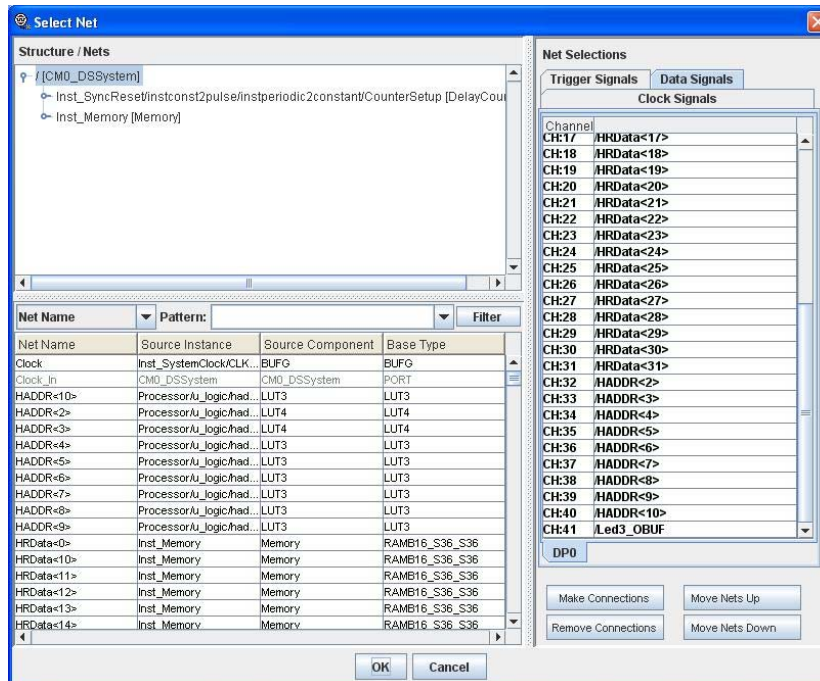 Select Net
Structure / Nets
/ [CM0_DSSystem]
Inst_SyncReset/instconst2pulse/instperiodic2constant/CounterSetup [DelayCou
Inst_Memory [Memory]
Net Name Pattern: Filter
Net Name Source Instance Source Component Base Type
Clock Inst_SystemClock/CLK... BUFG BUFG
Clock_In CM0_DSSystem CM0_DSSystem PORT
HADDR<10> Processor/u_logic/had... LUT3 LUT3
HADDR<2> Processor/u_logic/had... LUT4 LUT4
HADDR<3> Processor/u_logic/had... LUT4 LUT4
HADDR<4> Processor/u_logic/had... LUT3 LUT3
HADDR<5> Processor/u_logic/had... LUT3 LUT3
HADDR<6> Processor/u_logic/had... LUT3 LUT3
HADDR<7> Processor/u_logic/had... LUT3 LUT3
HADDR<8> Processor/u_logic/had... LUT3 LUT3
HADDR<9> Processor/u_logic/had... LUT3 LUT3
HRData<0> Inst_Memory Memory RAMB16_S36_S36
HRData<10> Inst_Memory Memory RAMB16_S36_S36
HRData<11> Inst_Memory Memory RAMB16_S36_S36
HRData<12> Inst_Memory Memory RAMB16_S36_S36
HRData<13> Inst_Memory Memory RAMB16_S36_S36
HRData<14> Inst_Memory Memory RAMB16_S36_S36
Net Selections
Trigger Signals Data Signals
Clock Signals
Channel
CH:17 /HRData<17>
CH:18 /HRData<18>
CH:19 /HRData<19>
CH:20 /HRData<20>
CH:21 /HRData<21>
CH:22 /HRData<22>
CH:23 /HRData<23>
CH:24 /HRData<24>
CH:25 /HRData<25>
CH:26 /HRData<26>
CH:27 /HRData<27>
CH:28 /HRData<28>
CH:29 /HRData<29>
CH:30 /HRData<30>
CH:31 /HRData<31>
CH:32 /HADDR<2>
CH:33 /HADDR<3>
CH:34 /HADDR<4>
CH:35 /HADDR<5>
CH:36 /HADDR<6>
CH:37 /HADDR<7>
CH:38 /HADDR<8>
CH:39 /HADDR<9>
CH:40 /HADDR<10>
CH:41 /Led3_OBUF
DP0
Make Connections Move Nets Up
Remove Connections Move Nets Down
OK Cancel